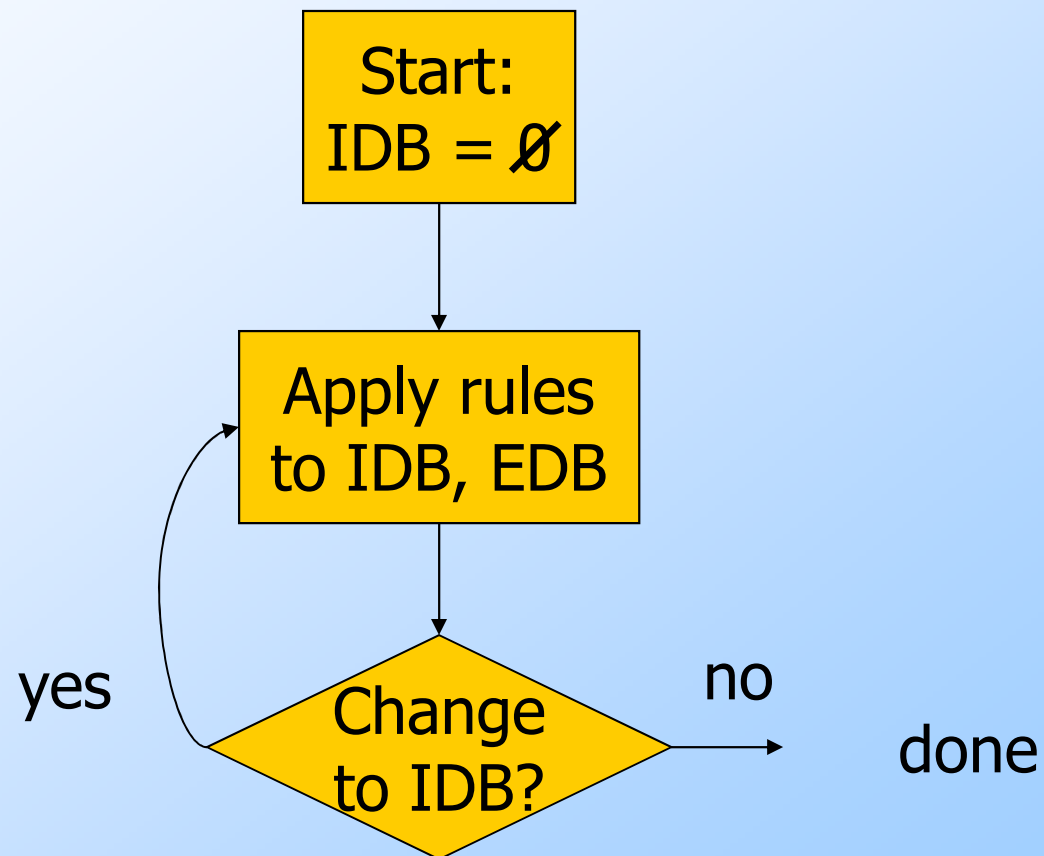 Start:
IDB = ∅
Apply rules
to IDB, EDB
yes
Change
to IDB?
no
done